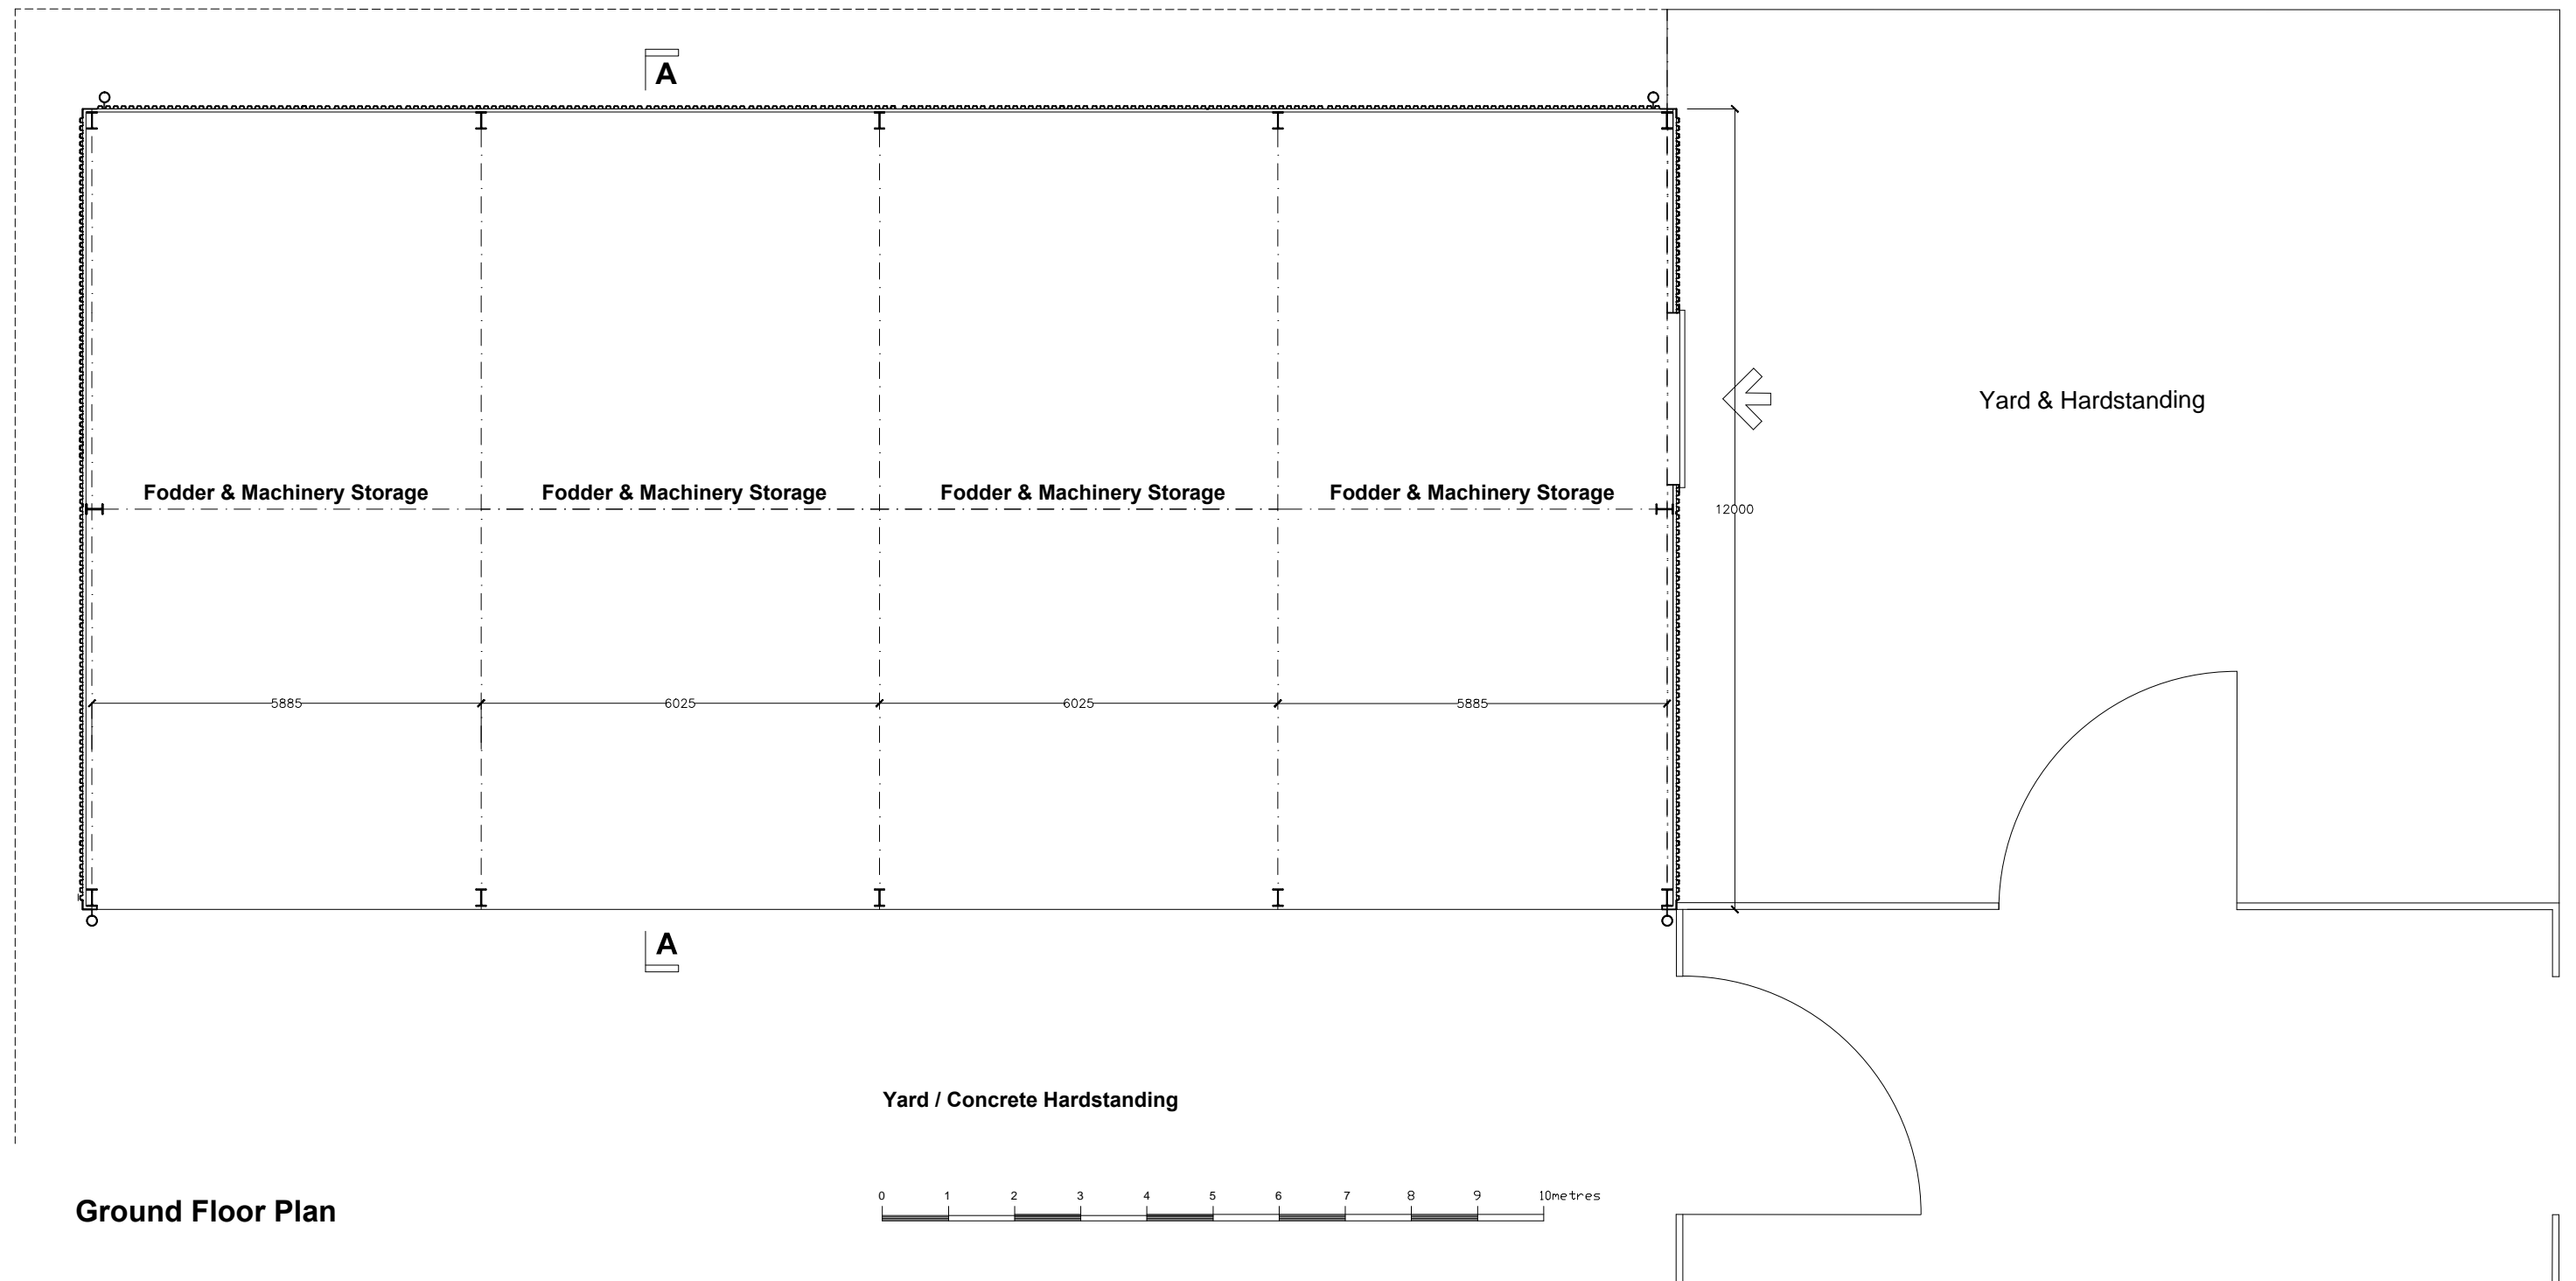 A
Yard & Hardstanding
Fodder & Machinery Storage
Fodder & Machinery Storage
Fodder & Machinery Storage
Fodder & Machinery Storage
12000
5885
6025
6025
5885
A
Yard / Concrete Hardstanding
0 1 2 3 4 5 6 7 8 9 10metres
Ground Floor Plan